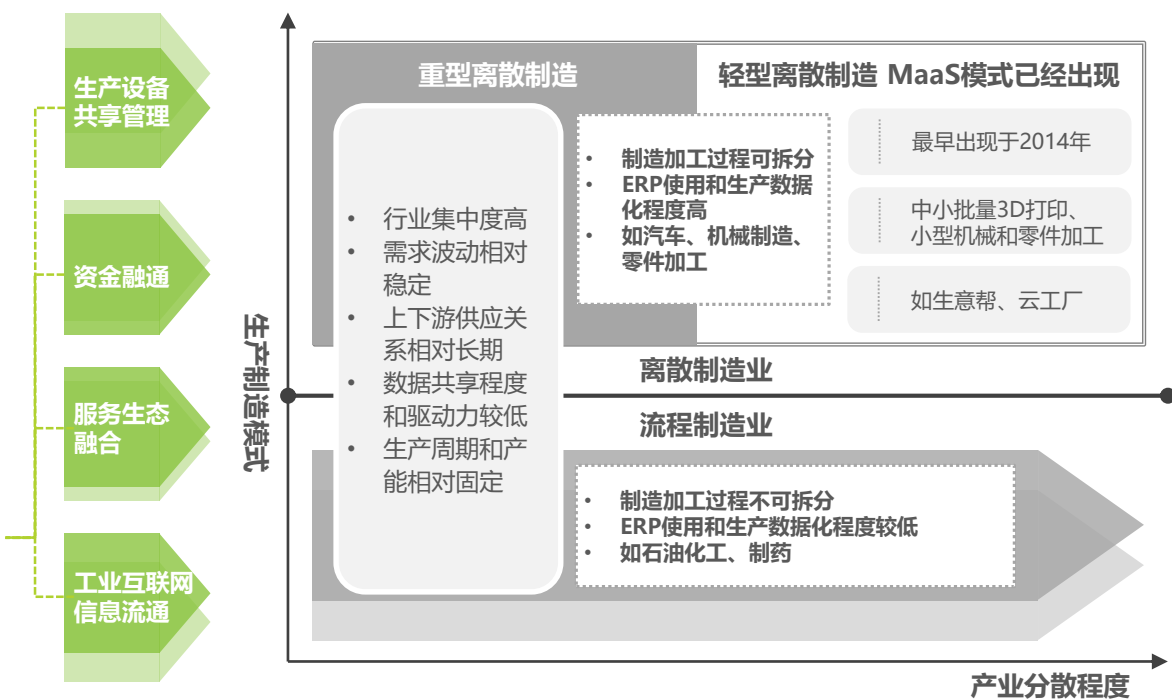 生产设备
共享管理
资金融通
服务生态
融合
工业互联网
信息流通
生产制造模式
重型离散制造
• 行业集中度高
• 需求波动相对
稳定
• 上下游供应关
系相对长期
• 数据共享程度
和驱动力较低
• 生产周期和产
能相对固定
轻型离散制造 MaaS模式已经出现
• 制造加工过程可拆分
• ERP使用和生产数据
化程度高
• 如汽车、机械制造、
零件加工
最早出现于2014年
中小批量3D打印、
小型机械和零件加工
如生意帮、云工厂
离散制造业
流程制造业
• 制造加工过程不可拆分
• ERP使用和生产数据化程度较低
• 如石油化工、制药
产业分散程度